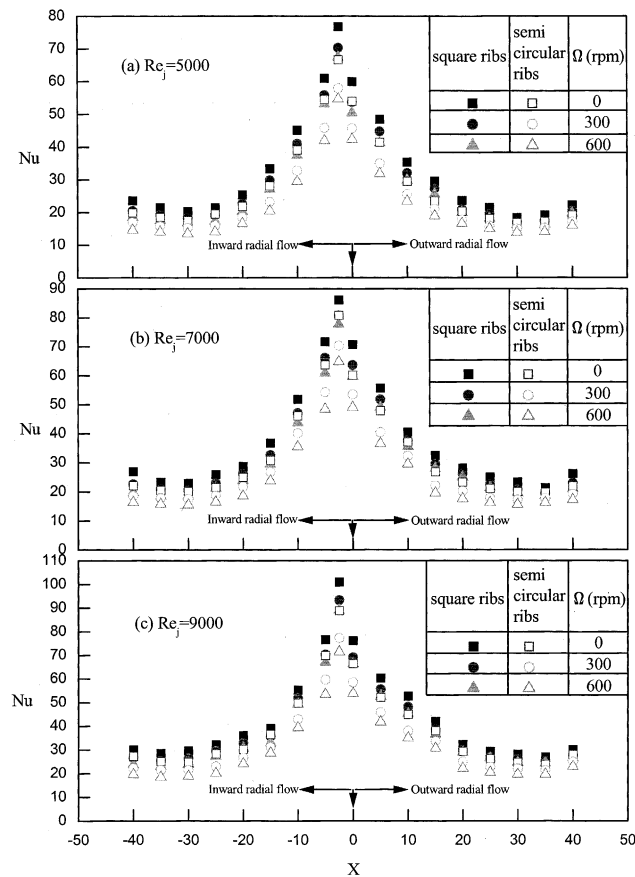 80
70
60
50
40
30
20
10
0
Nu
(a) Rej=5000
square ribs
semi
circular
ribs
Ω (rpm)
0
300
600
Inward radial flow
Outward radial flow
90
80
70
60
50
40
30
20
10
0
Nu
(b) Rej=7000
square ribs
semi
circular
ribs
Ω (rpm)
0
300
600
Inward radial flow
Outward radial flow
110
100
90
80
70
60
50
40
30
20
10
0
Nu
(c) Rej=9000
square ribs
semi
circular
ribs
Ω (rpm)
0
300
600
Inward radial flow
Outward radial flow
-50 -40 -30 -20 -10 0 10 20 30 40 50
X